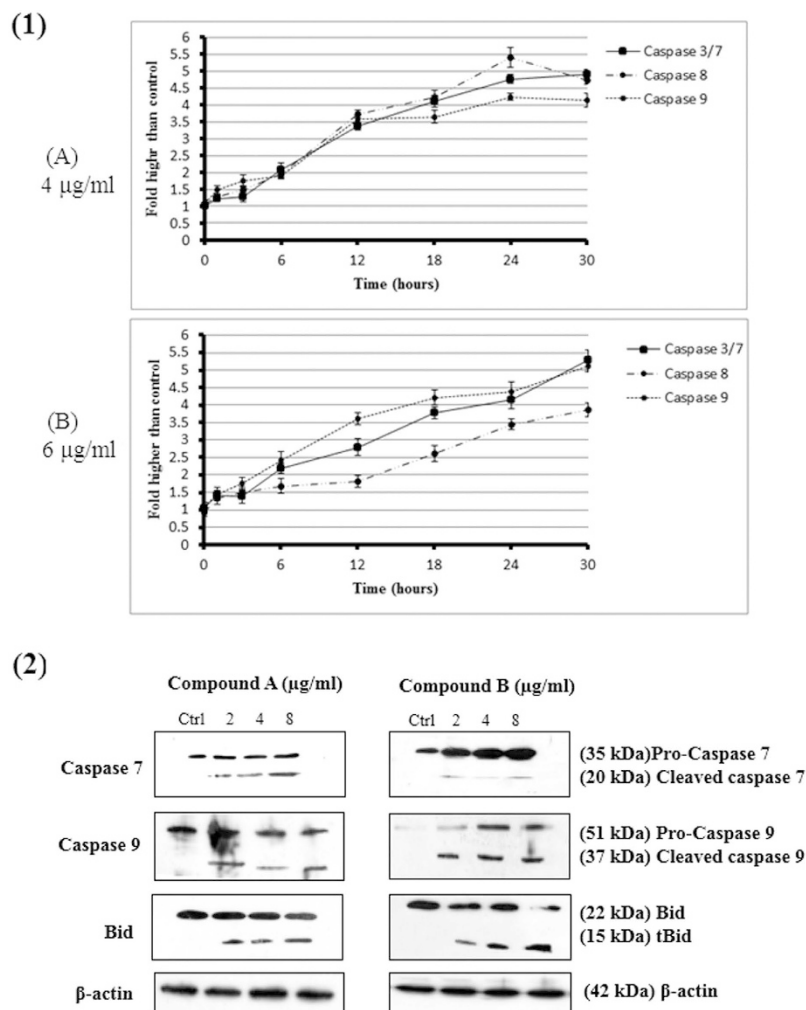 (1)
(A)
4 µg/ml
Fold highr than control
6
5.5
5
4.5
4
3.5
3
2.5
2
1.5
1
0.5
0
0 6 12 18 24 30
Time (hours)
Caspase 3/7
Caspase 8
Caspase 9
(B)
6 µg/ml
Fold higher than control
6
5.5
5
4.5
4
3.5
3
2.5
2
1.5
1
0.5
0
0 6 12 18 24 30
Time (hours)
Caspase 3/7
Caspase 8
Caspase 9
(2)
Compound A (µg/ml) Compound B (µg/ml)
Ctrl 2 4 8 Ctrl 2 4 8
Caspase 7 (35 kDa)Pro-Caspase 7
(20 kDa) Cleaved caspase 7
Caspase 9 (51 kDa) Pro-Caspase 9
(37 kDa) Cleaved caspase 9
Bid (22 kDa) Bid
(15 kDa) tBid
β-actin (42 kDa) β-actin